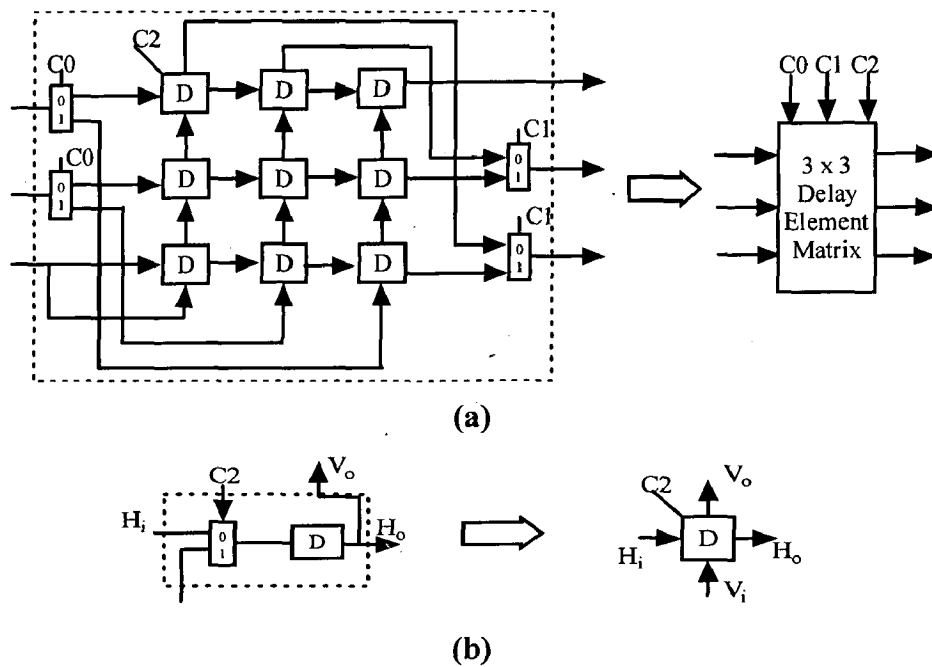 C2
C0
D D D
0
1
C0
C1
D D D
0
1
0
1
C1
D D D
0
1
C0 C1 C2
3 x 3
Delay
Element
Matrix
(a)
C2
Vo
Hi
0
1
D
Ho
C2
Vo
D
Hi
Ho
Vi
(b)